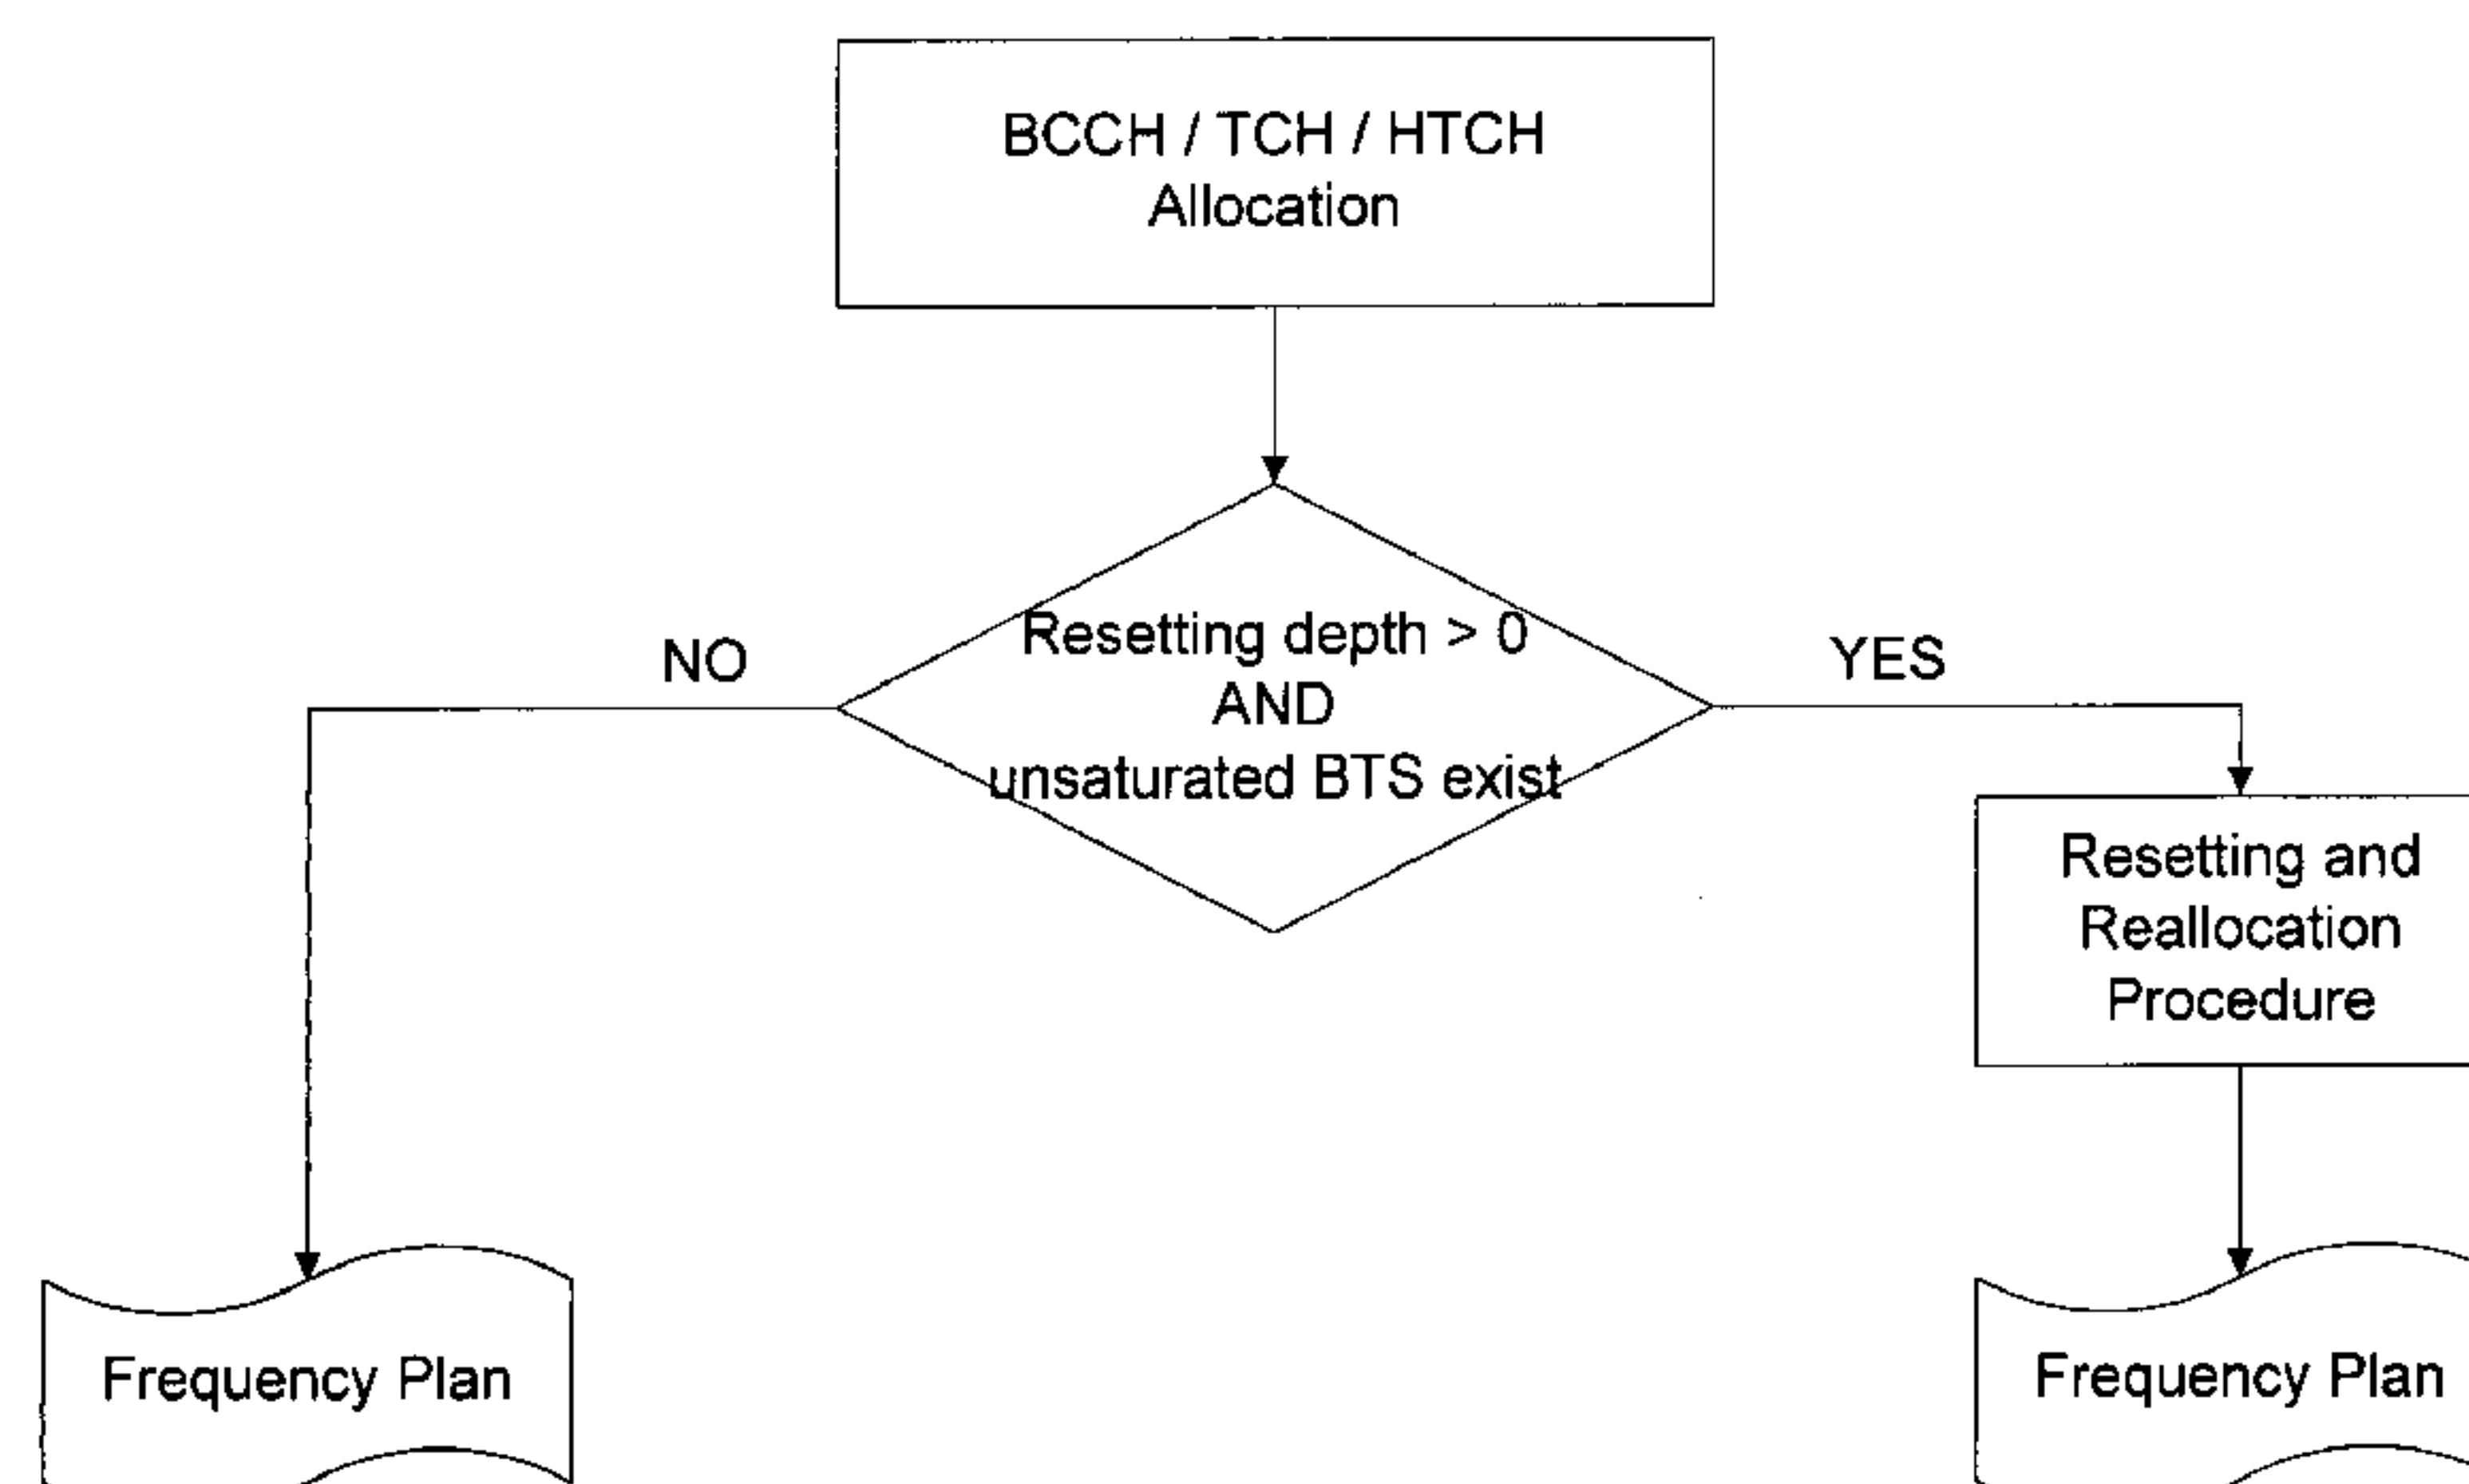 BCCH / TCH / HTCH
Allocation
Resetting depth > 0
AND
unsaturated BTS exist
NO
YES
Resetting and
Reallocation
Procedure
Frequency Plan
Frequency Plan